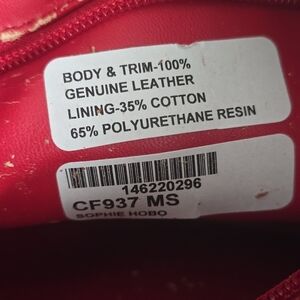 BODY & TRIM-100%
GENUINE LEATHER
LINING-35% COTTON
65% POLYURETHANE RESIN
146220296
CF937 MS
SOPHIE HOBO